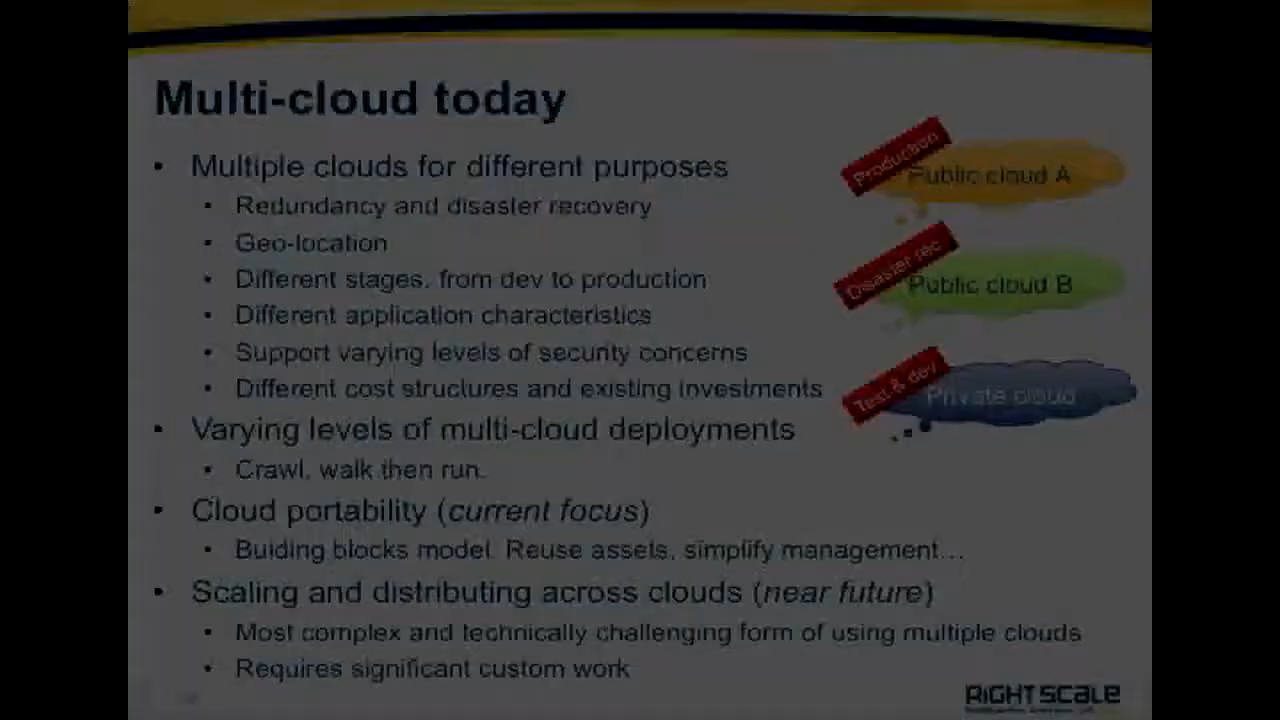 Multi-cloud today
• Multiple clouds for different purposes
• Redundancy and disaster recovery
• Geo-location
• Different stages, from dev to production
• Different application characteristics
• Support varying levels of security concerns
• Different cost structures and existing investments
• Varying levels of multi-cloud deployments
• Crawl, walk then run.
• Cloud portability (current focus)
• Buiding blocks model. Reuse assets, simplify management…
• Scaling and distributing across clouds (near future)
• Most complex and technically challenging form of using multiple clouds
• Requires significant custom work
Production
Public cloud A
Disaster rec
Public cloud B
Test & dev
Private cloud
RIGHTSCALE